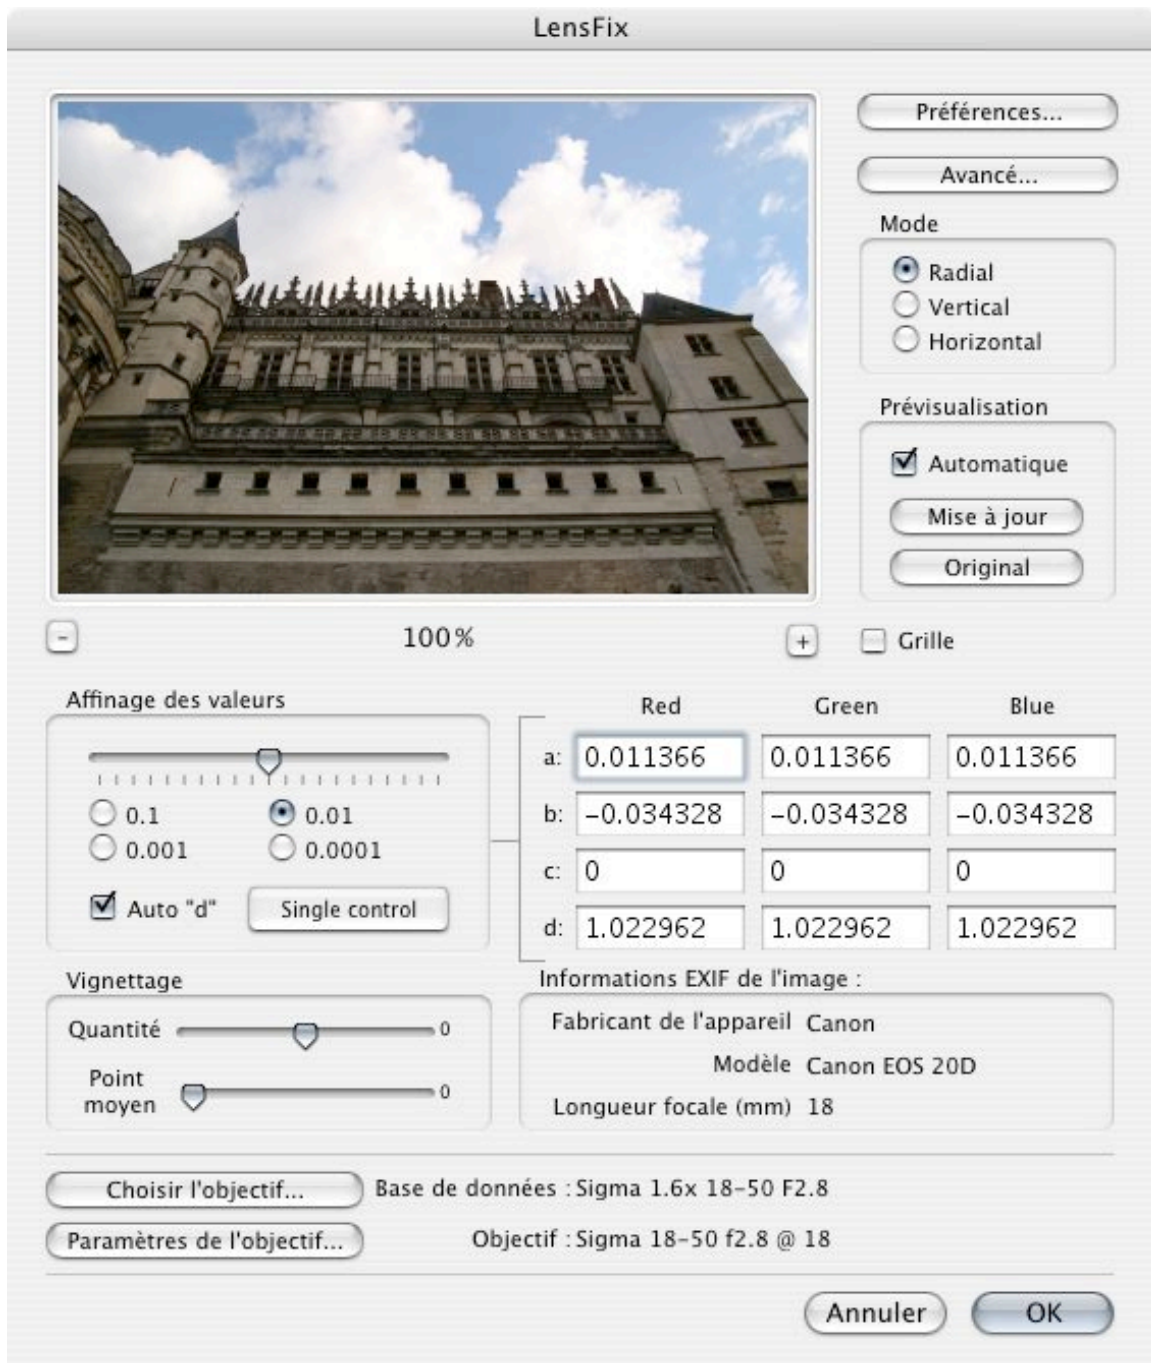 LensFix
Préférences...
Avancé...
Mode
Radial
Vertical
Horizontal
Prévisualisation
Automatique
Mise à jour
Original
- 100% +
Grille
Affinage des valeurs
0.1 0.01
0.001 0.0001
Auto "d" Single control
Red Green Blue
a: 0.011366 0.011366 0.011366
b: -0.034328 -0.034328 -0.034328
c: 0 0 0
d: 1.022962 1.022962 1.022962
Vignettage
Quantité 0
Point
moyen 0
Informations EXIF de l'image :
Fabricant de l'appareil Canon
Modèle Canon EOS 20D
Longueur focale (mm) 18
Choisir l'objectif... Base de données : Sigma 1.6x 18-50 F2.8
Paramètres de l'objectif... Objectif : Sigma 18-50 f2.8 @ 18
Annuler OK